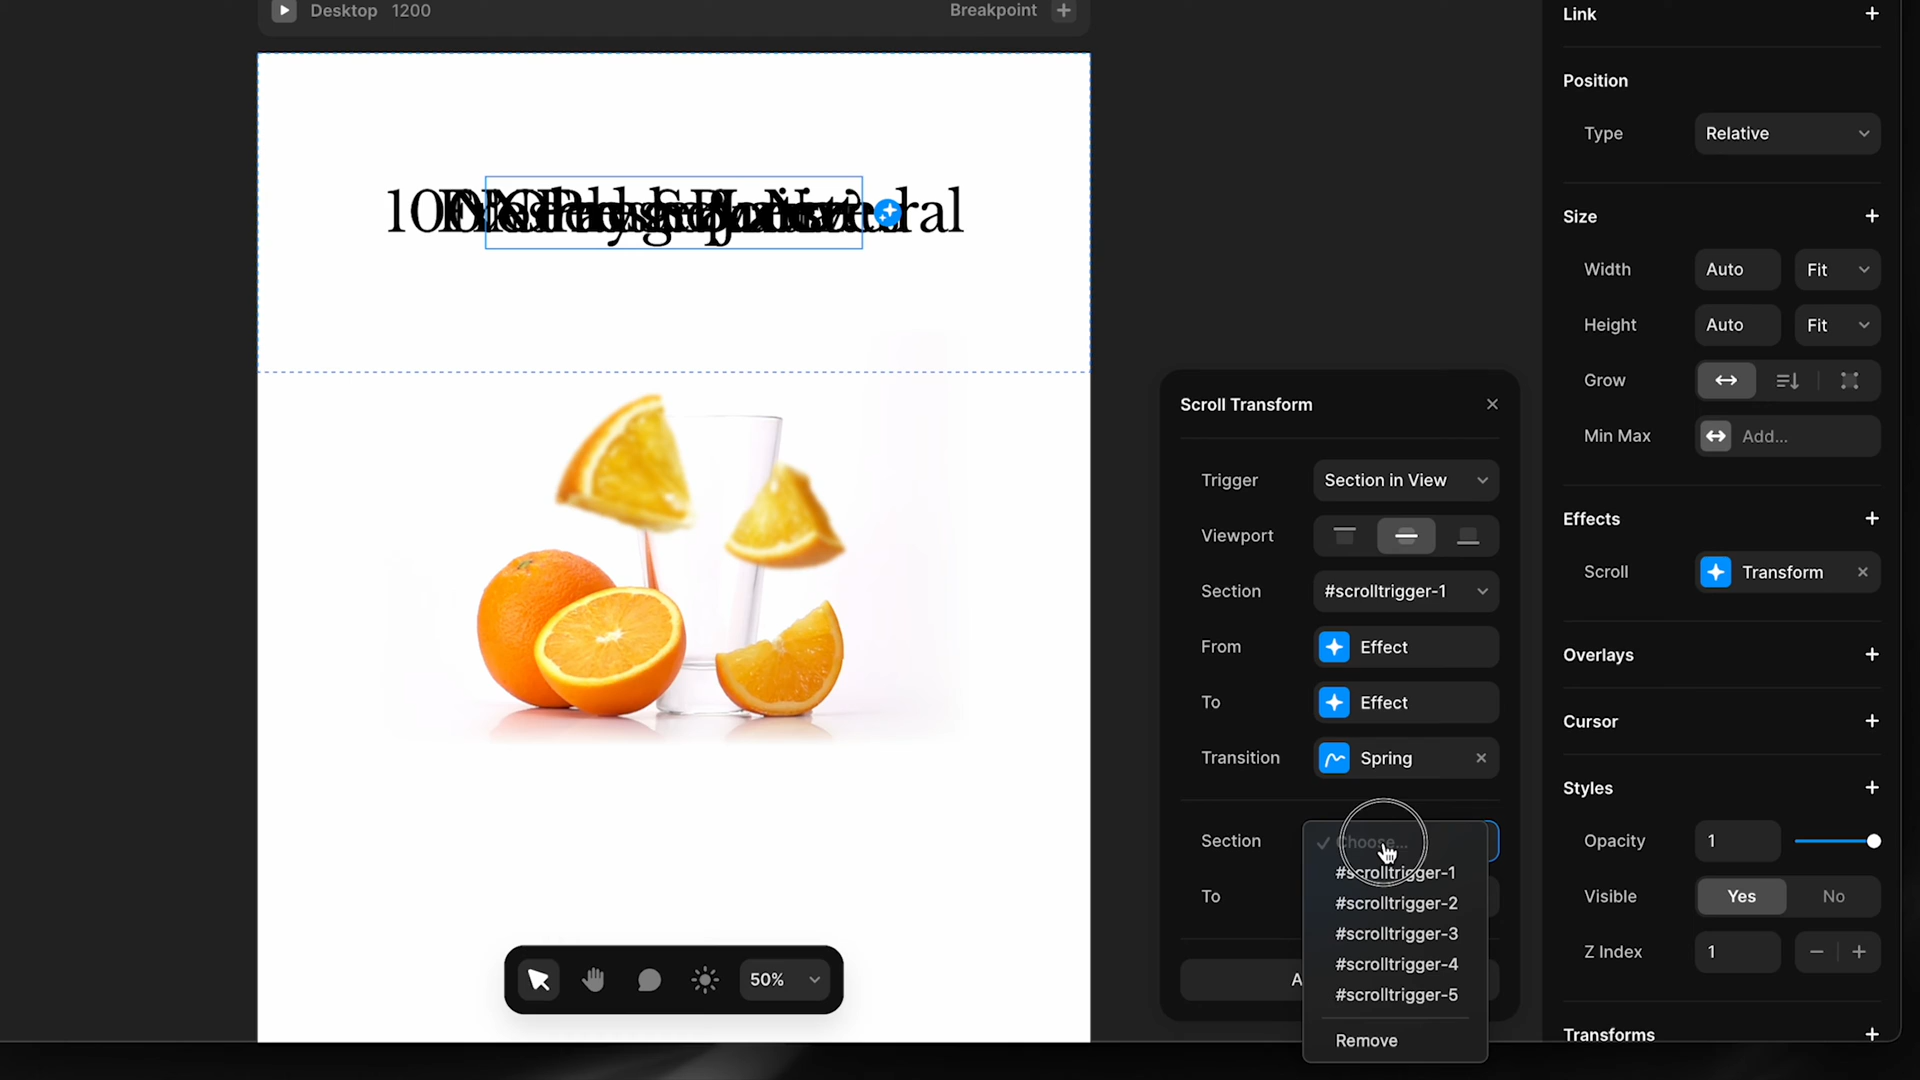 Desktop 1200
Breakpoint
Link
Position
Type Relative
Size
Width Auto Fit
Height Auto Fit
Grow
Min Max Add...
Effects
Scroll Transform
Overlays
Cursor
Styles
Opacity 1
Visible Yes No
Z Index 1
Transforms
Scroll Transform
Trigger Section in View
Viewport
Section #scrolltrigger-1
From Effect
To Effect
Transition Spring
Section
Choose...
#scrolltrigger-1
#scrolltrigger-2
To
#scrolltrigger-3
#scrolltrigger-4
#scrolltrigger-5
Remove
50%